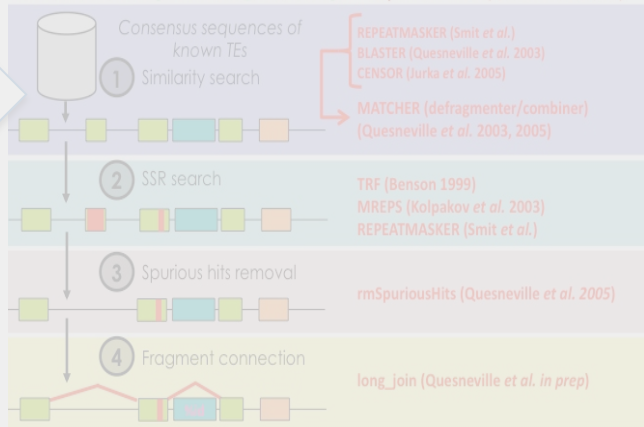 Consensus sequences of
known TEs
1 Similarity search
REPEATMASKER (Smit et al.)
BLASTER (Quesneville et al. 2003)
CENSOR (Jurka et al. 2005)
MATCHER (defragmenter/combiner)
(Quesneville et al. 2003, 2005)
2 SSR search
TRF (Benson 1999)
MREPS (Kolpakov et al. 2003)
REPEATMASKER (Smit et al.)
3 Spurious hits removal
rmSpuriousHits (Quesneville et al. 2005)
4 Fragment connection
long_join (Quesneville et al. in prep)